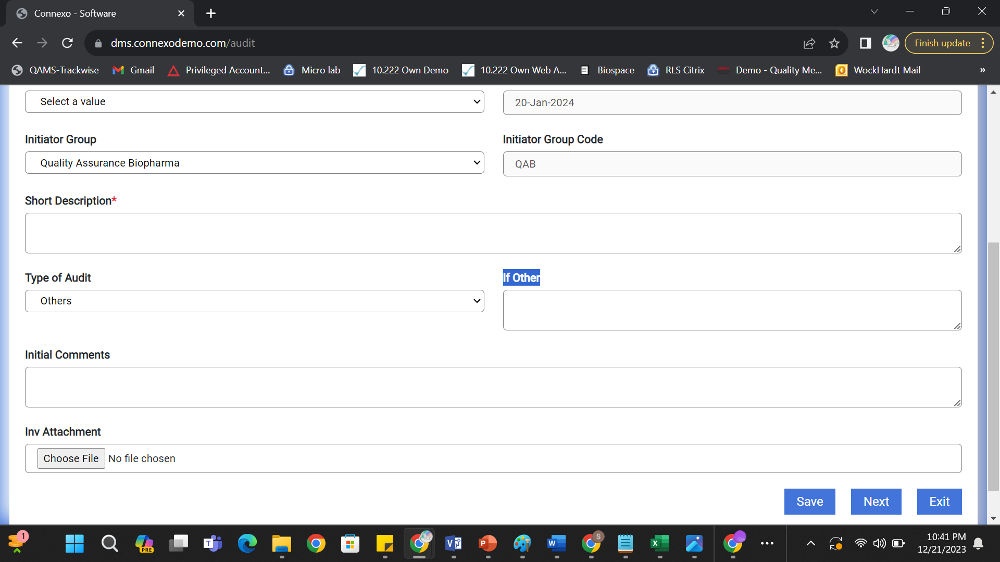 Connexo - Software
dms.connexodemo.com/audit
Finish update
QAMS-Trackwise
Gmail
Privileged Account...
Micro lab
10.222 Own Demo
10.222 Own Web A...
Biospace
RLS Citrix
Demo - Quality Me...
WockHardt Mail
»
Select a value
20-Jan-2024
Initiator Group
Initiator Group Code
Quality Assurance Biopharma
QAB
Short Description*
Type of Audit
If Other
Others
Initial Comments
Inv Attachment
Choose File No file chosen
Save
Next
Exit
1
PRE
T
V
P
W
S
X
10:41 PM
12/21/2023